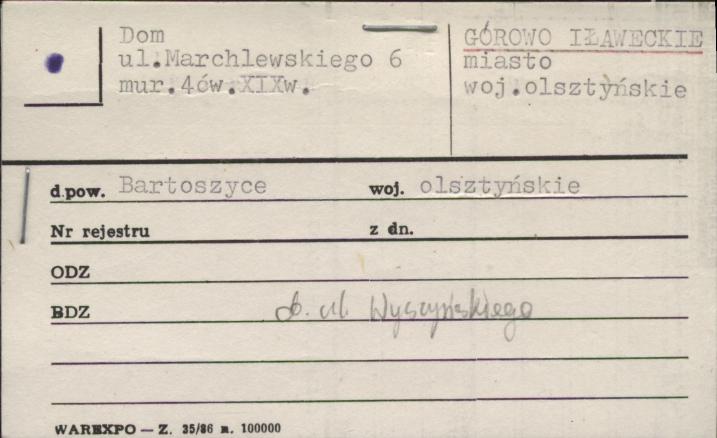 Dom
ul.Marchlewskiego 6
mur.4ćw.XIXw.
GÓROWO IŁAWECKIE
miasto
woj.olsztyńskie
d.pow. Bartoszyce woj. olsztyńskie
Nr rejestru z dn.
ODZ
BDZ ob. ul. Wyszyńskiego
WAREXPO — Z. 35/86 n. 100000